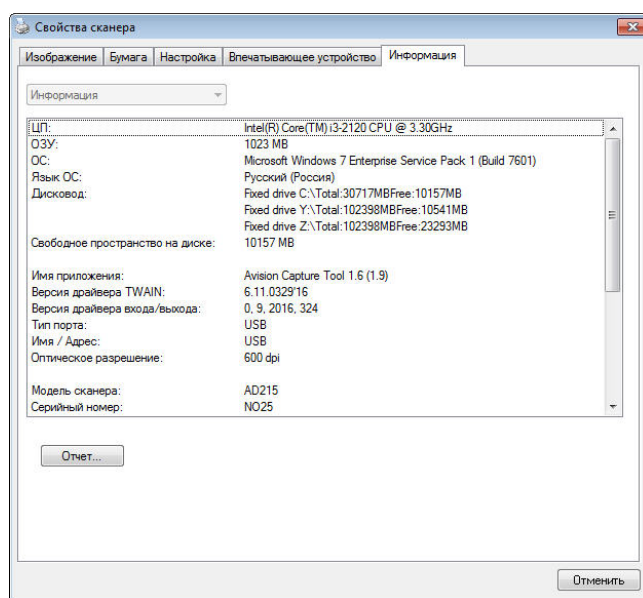 Свойства сканера
Изображение Бумага Настройка Впечатывающее устройство Информация
Информация
ЦП: Intel(R) Core(TM) i3-2120 CPU @ 3.30GHz
ОЗУ: 1023 MB
ОС: Microsoft Windows 7 Enterprise Service Pack 1 (Build 7601)
Язык ОС: Русский (Россия)
Дисковод: Fixed drive C:\Total:30717MBFree:10157MB
Fixed drive Y:\Total:102398MBFree:10541MB
Fixed drive Z:\Total:102398MBFree:23293MB
Свободное пространство на диске: 10157 MB
Имя приложения: Avision Capture Tool 1.6 (1.9)
Версия драйвера TWAIN: 6.11.0329'16
Версия драйвера входа/выхода: 0, 9, 2016, 324
Тип порта: USB
Имя / Адрес: USB
Оптическое разрешение: 600 dpi
Модель сканера: AD215
Серийный номер: NO25
Отчет...
Отменить